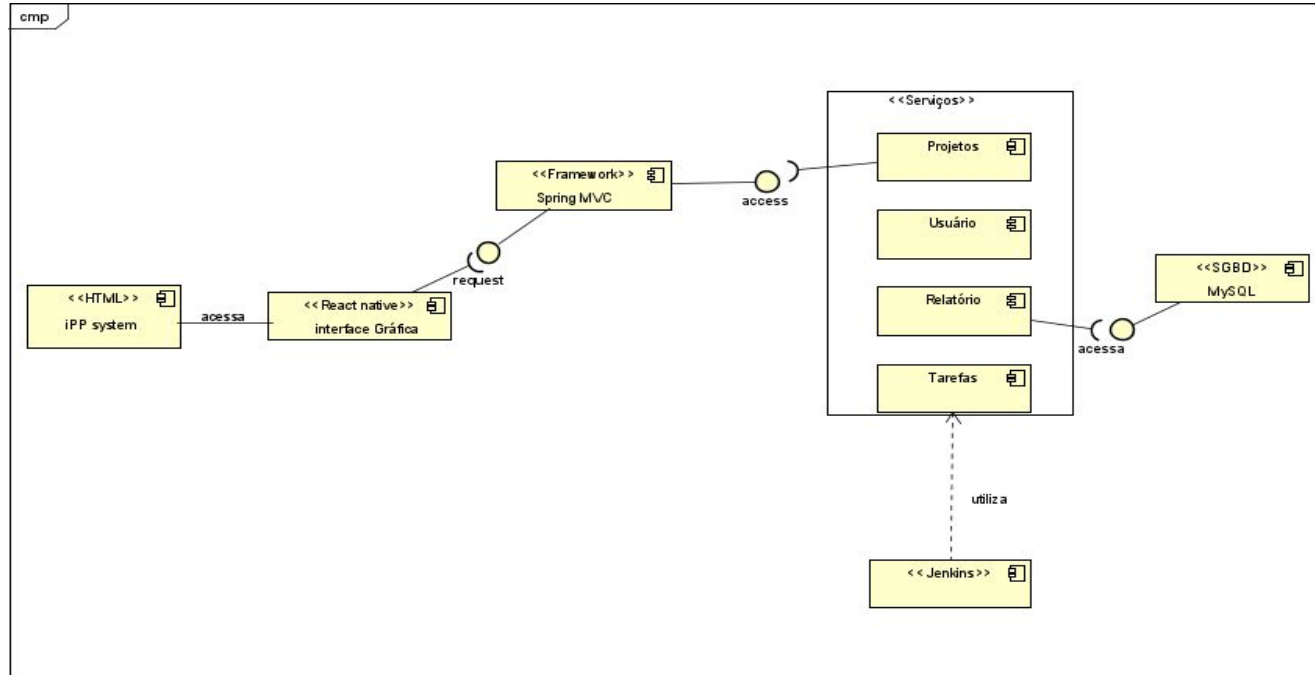 cmp
<<Serviços>>
Projetos
<<Framework>>
Spring MVC
access
Usuário
request
<<SGBD>>
MySQL
<<HTML>>
iPP system
acessa
<<React native>>
interface Gráfica
Relatório
acessa
Tarefas
utiliza
<<Jenkins>>